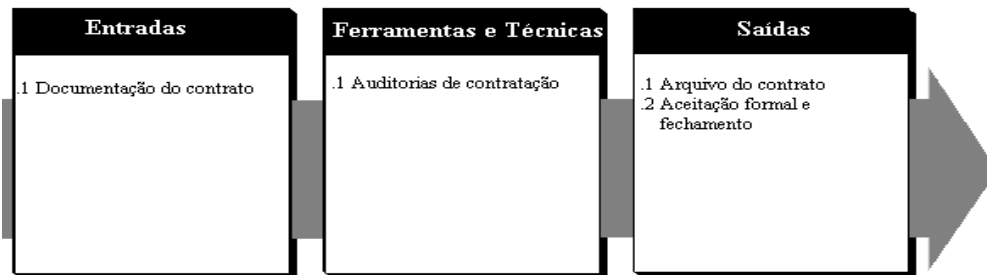 Entradas
.1 Documentação do contrato
Ferramentas e Técnicas
.1 Auditorias de contratação
Saídas
.1 Arquivo do contrato
.2 Aceitação formal e
fechamento